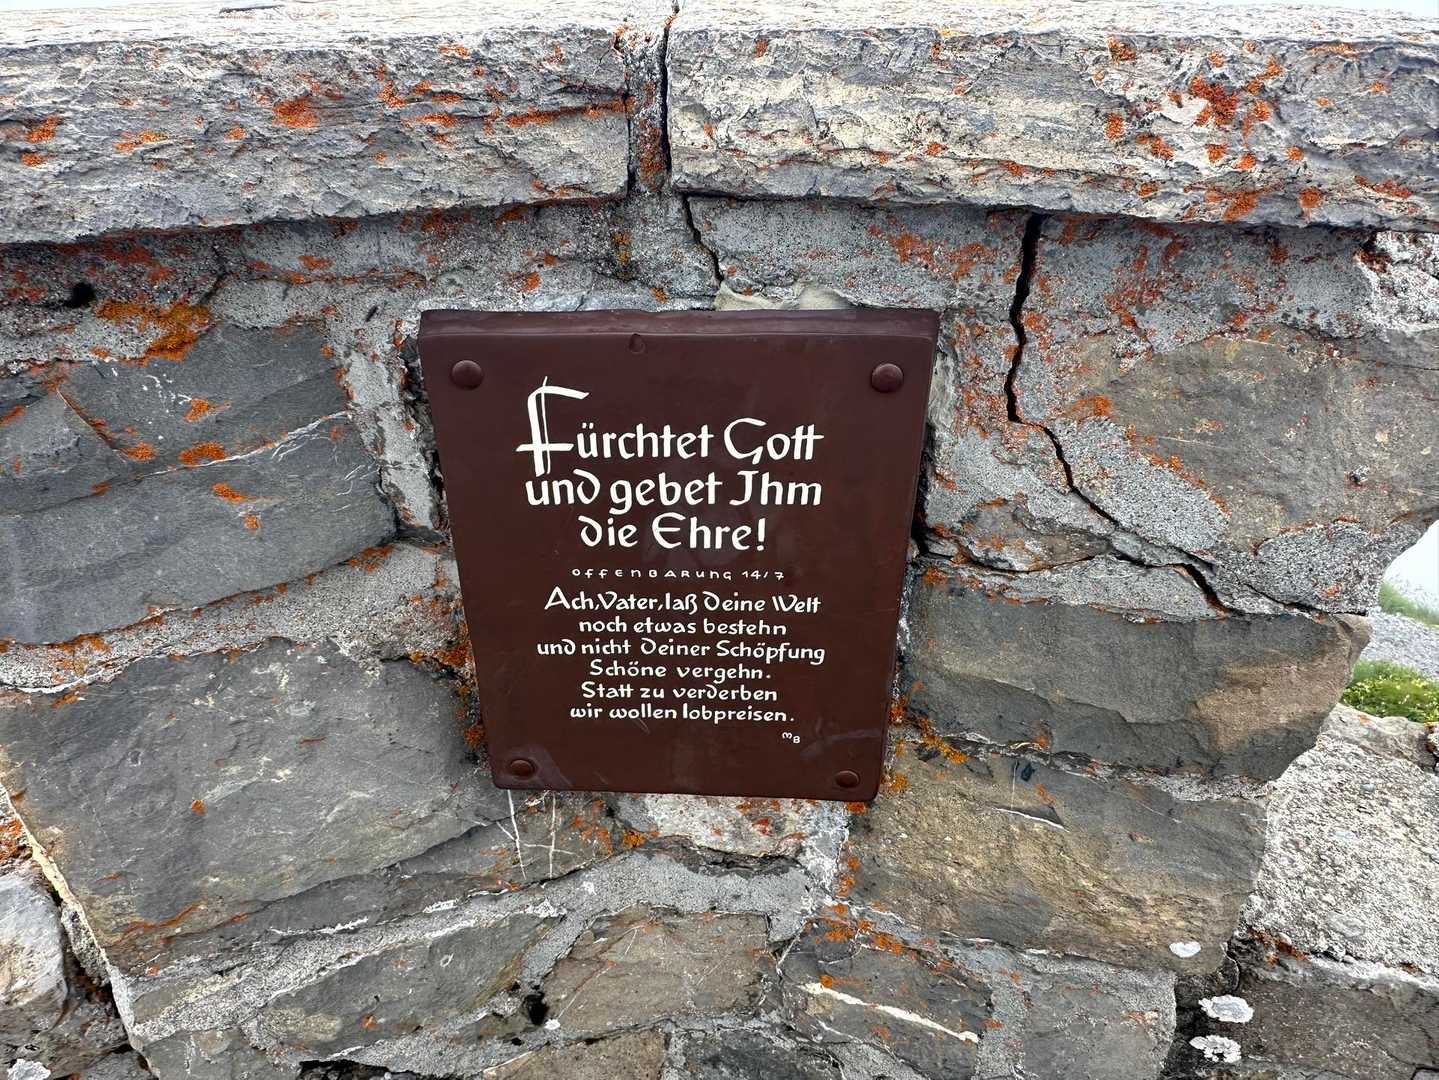 Fürchtet Gott
und gebet Ihm
die Ehre!
OFFENBARUNG 14/7
Ach, Vater, laß Deine Welt
noch etwas bestehn
und nicht Deiner Schöpfung
Schöne vergehn.
Statt zu verderben
wir wollen lobpreisen.
MB